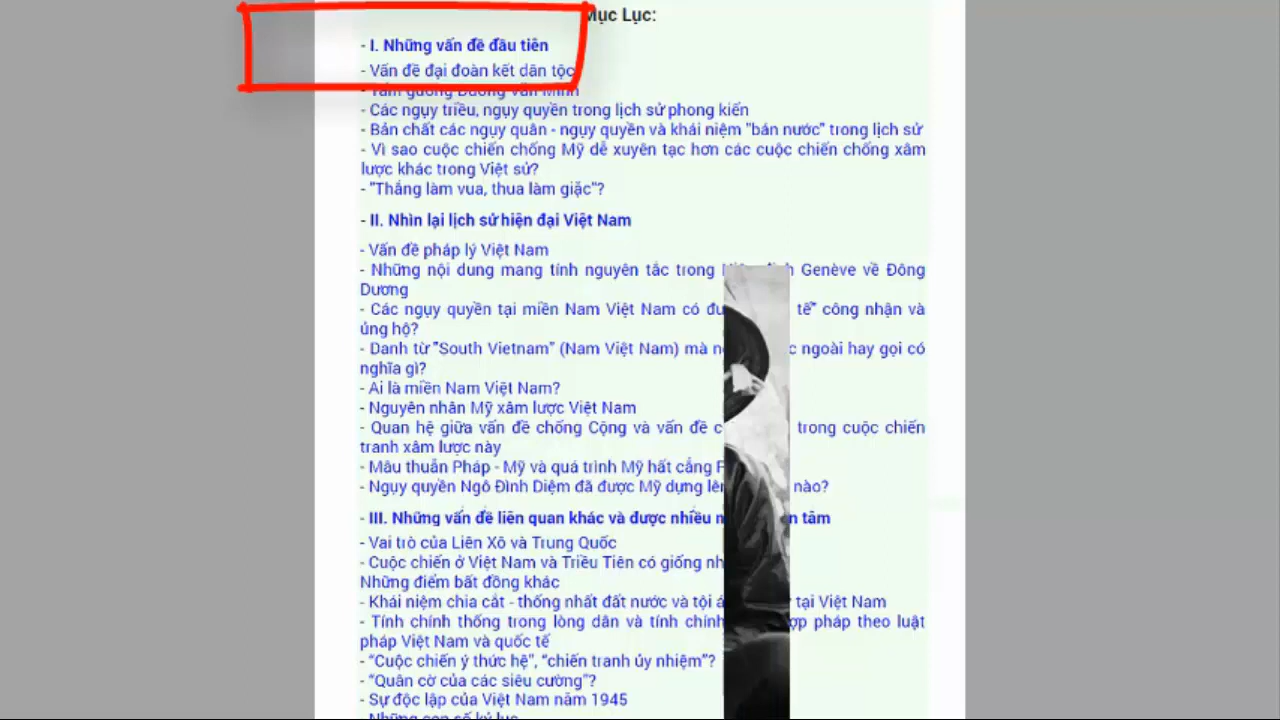 Mục Lục:
- I. Những vấn đề đầu tiên
- Vấn đề đại đoàn kết dân tộc
- Tấm gương Dương Văn Minh
- Các ngụy triều, ngụy quyền trong lịch sử phong kiến
- Bản chất các ngụy quân - ngụy quyền và khái niệm "bán nước" trong lịch sử
- Vì sao cuộc chiến chống Mỹ dễ xuyên tạc hơn các cuộc chiến chống xâm
lược khác trong Việt sử?
- "Thắng làm vua, thua làm giặc"?
- II. Nhìn lại lịch sử hiện đại Việt Nam
- Vấn đề pháp lý Việt Nam
- Những nội dung mang tính nguyên tắc trong Genève về Đông
Dương
- Các ngụy quyền tại miền Nam Việt Nam có tế" công nhận và
ủng hộ?
- Danh từ "South Vietnam" (Nam Việt Nam) mà ngoài hay gọi có
nghĩa gì?
- Ai là miền Nam Việt Nam?
- Nguyên nhân Mỹ xâm lược Việt Nam
- Quan hệ giữa vấn đề chống Cộng và vấn đề trong cuộc chiến
tranh xâm lược này
- Mâu thuẫn Pháp - Mỹ và quá trình Mỹ hất cẳng
- Ngụy quyền Ngô Đình Diệm đã được Mỹ dựng nào?
- III. Những vấn đề liên quan khác và được nhiều tâm
- Vai trò của Liên Xô và Trung Quốc
- Cuộc chiến ở Việt Nam và Triều Tiên có giống
Những điểm bất đồng khác
- Khái niệm chia cắt - thống nhất đất nước và tội tại Việt Nam
- Tính chính thống trong lòng dân và tính chính pháp theo luật
pháp Việt Nam và quốc tế
- “Cuộc chiến ý thức hệ”, “chiến tranh ủy nhiệm”?
- “Quân cờ của các siêu cường”?
- Sự độc lập của Việt Nam năm 1945
- Những con số kỷ lục